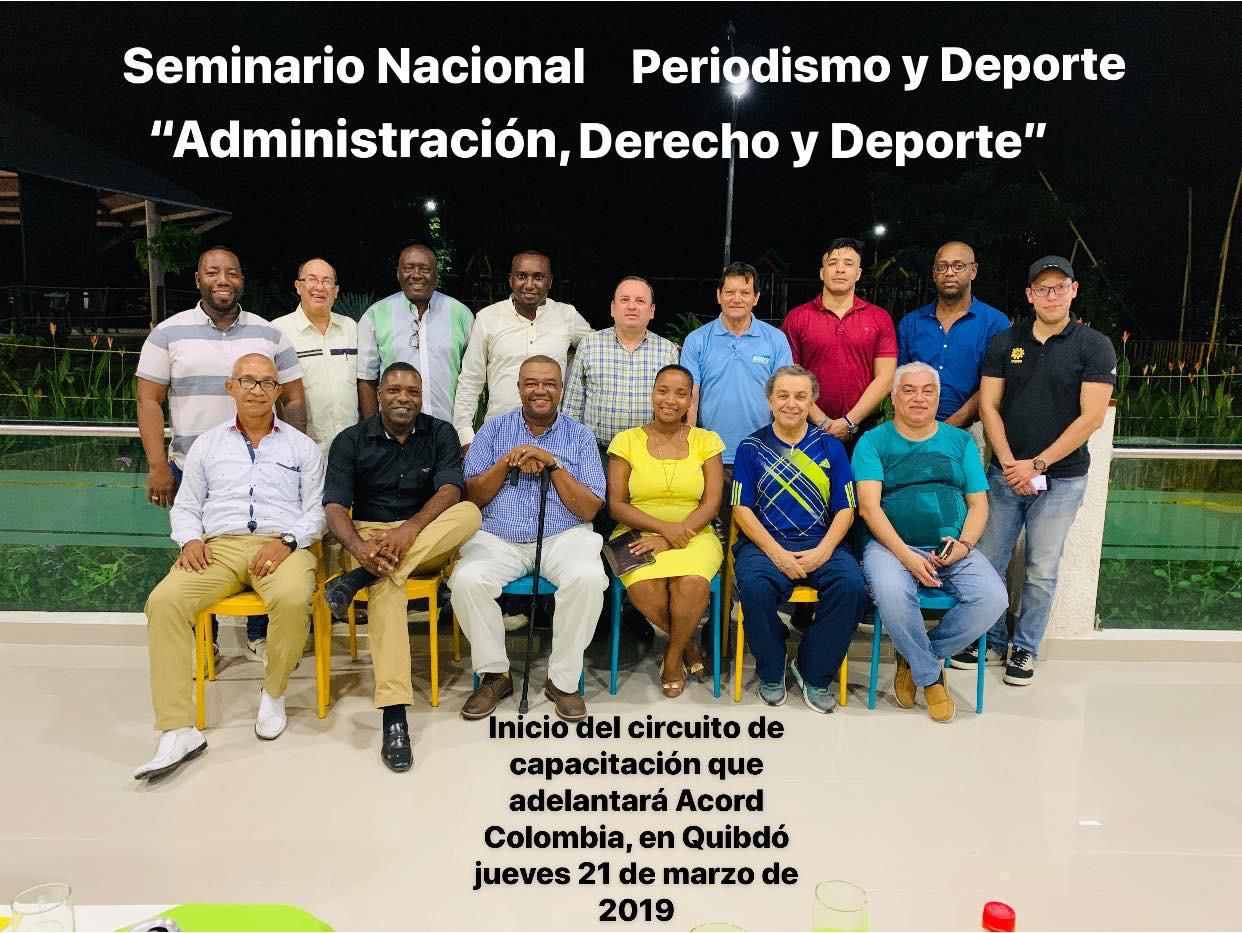 Seminario Nacional Periodismo y Deporte
“Administración, Derecho y Deporte”
Inicio del circuito de
capacitación que
adelantará Acord
Colombia, en Quibdó
jueves 21 de marzo de
2019